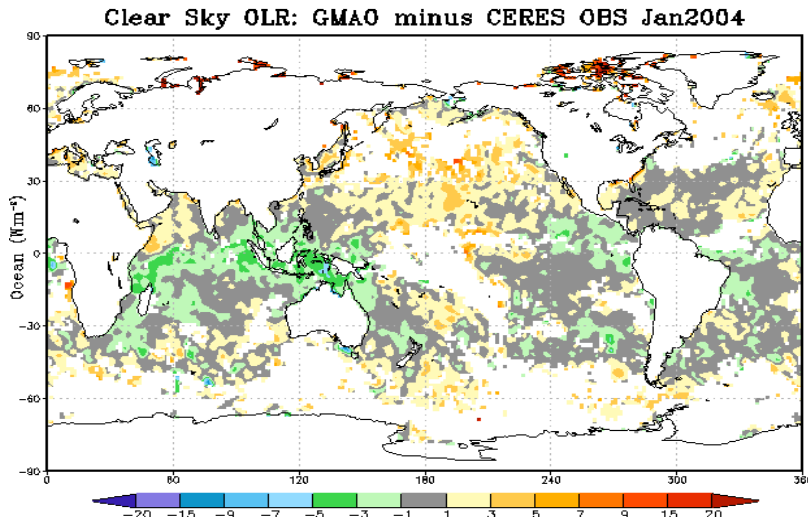 Clear Sky OLR: GMAO minus CERES OBS Jan2004
Ocean (Wm⁻²)
90
60
30
0
−30
−60
−90
0 60 120 180 240 300 360
−20 −15 −9 −7 −5 −3 −1 1 3 5 7 9 15 20